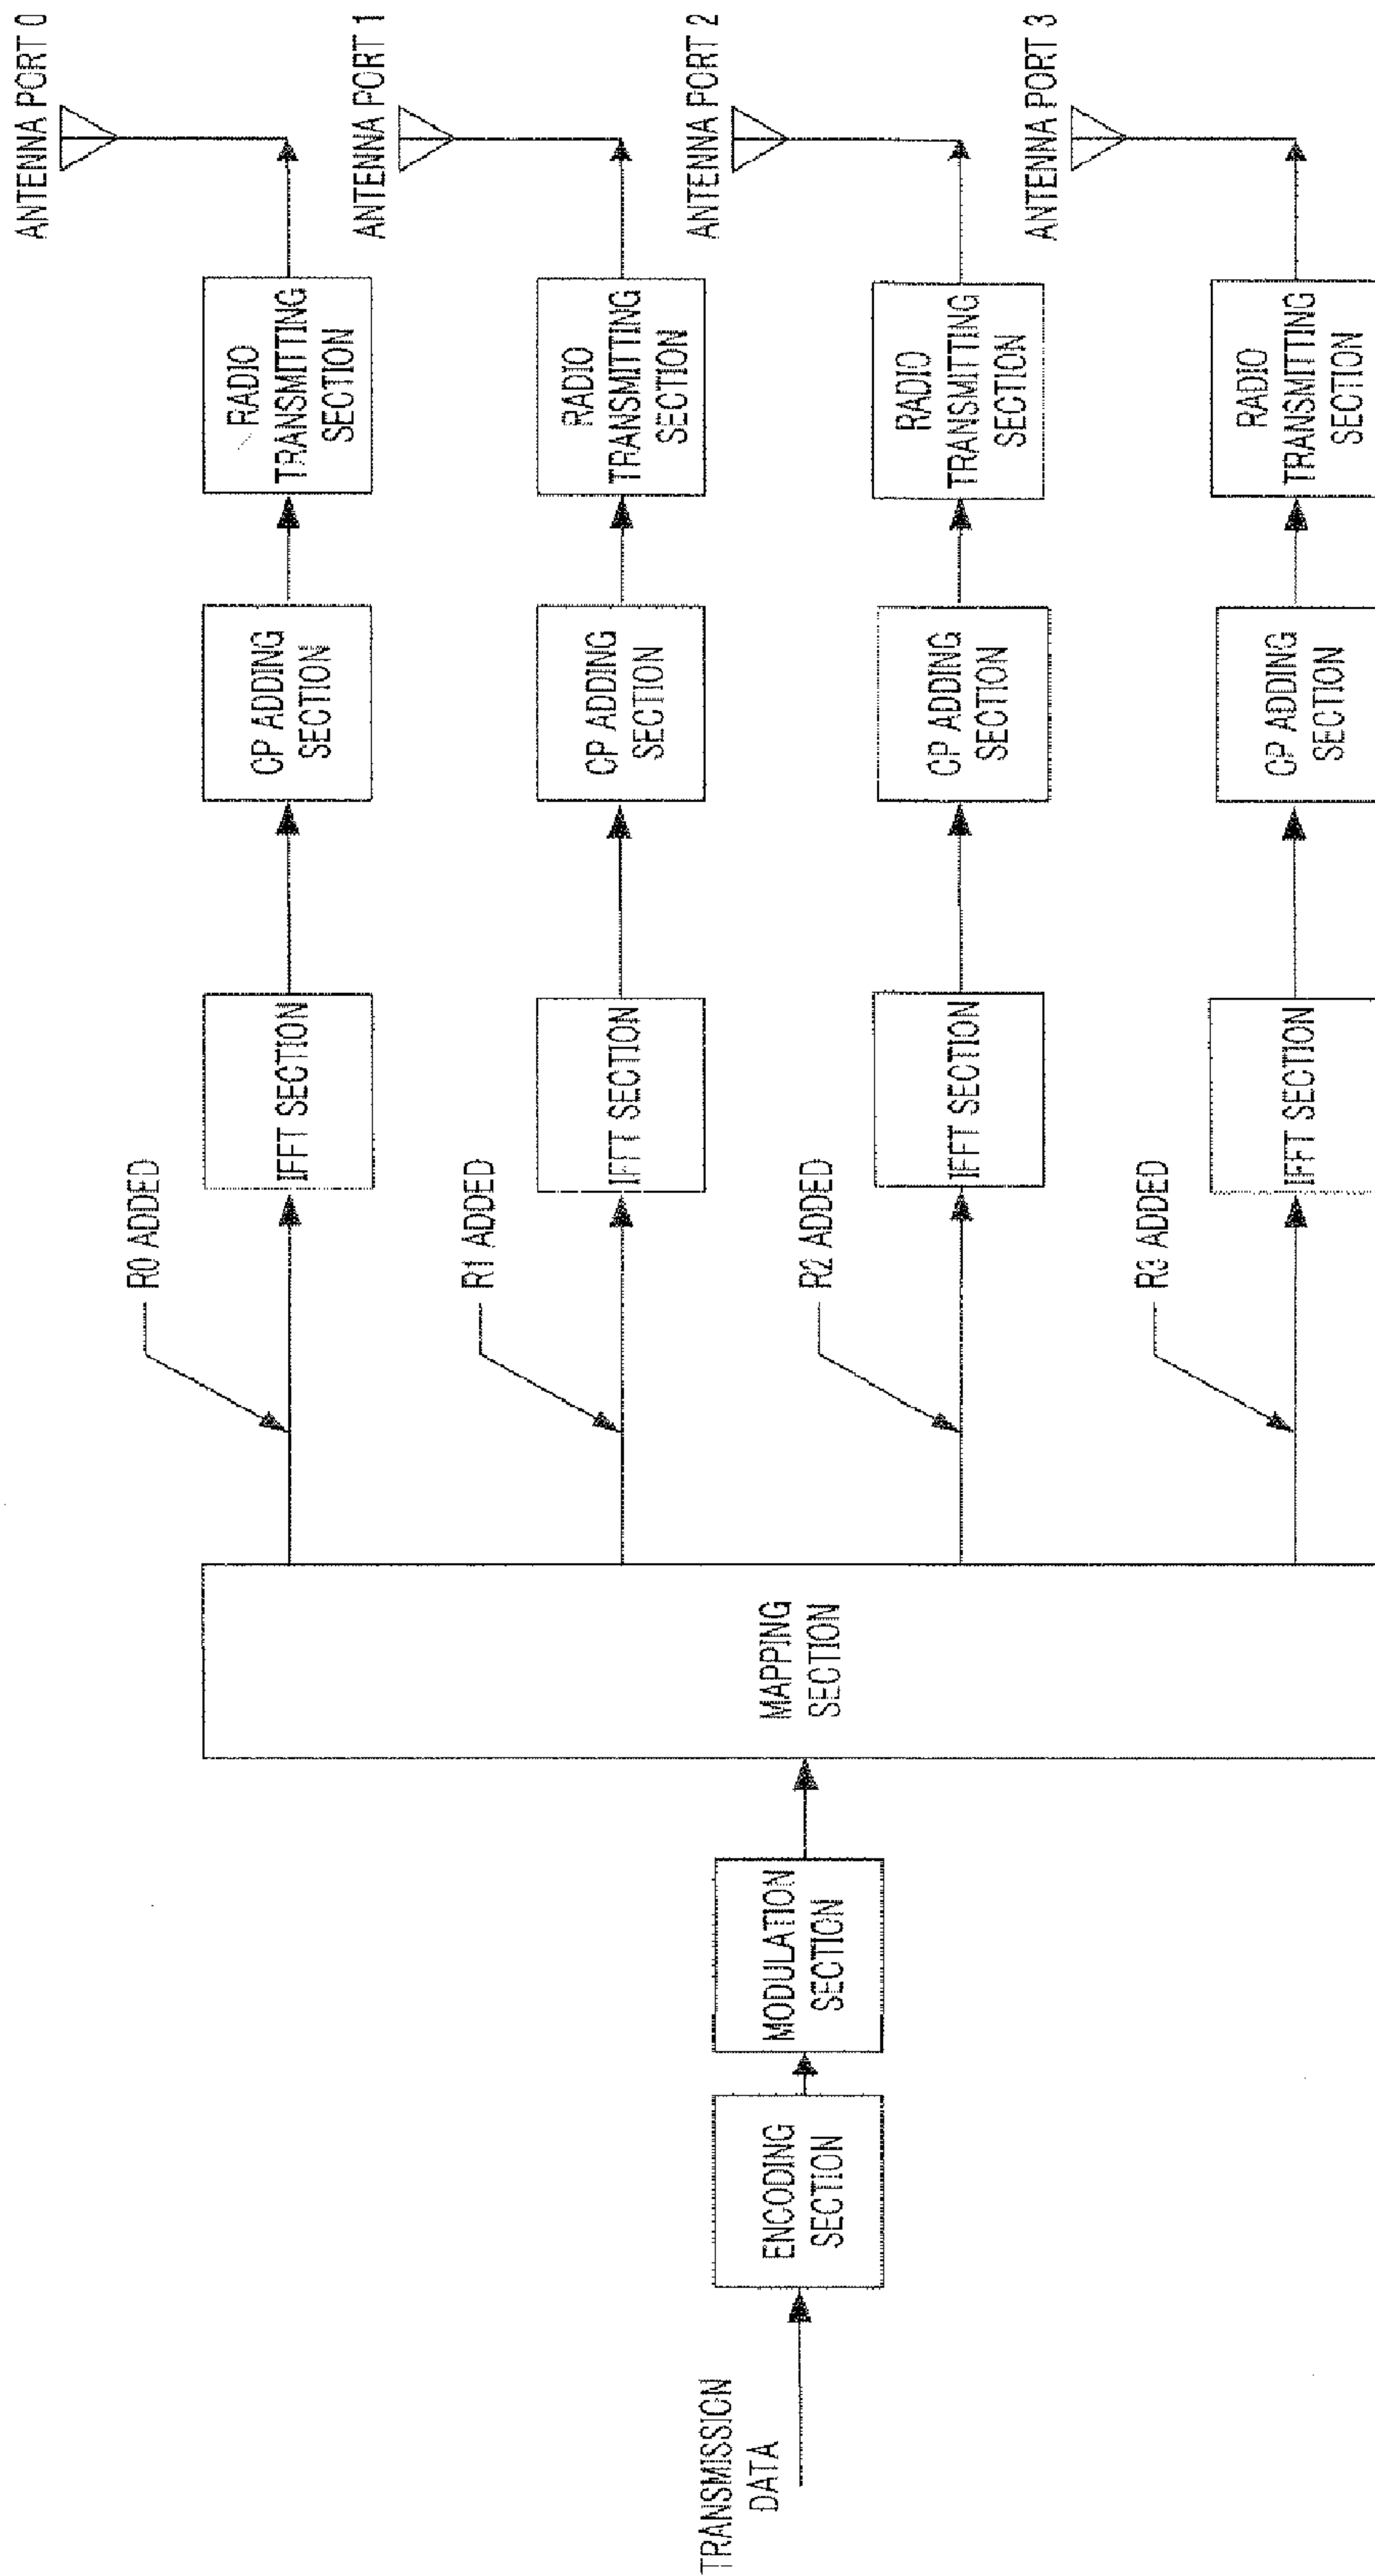 TRANSMISSION
DATA
ENCODING
SECTION
MODULATION
SECTION
MAPPING
SECTION
R0 ADDED
IFFT SECTION
CP ADDING
SECTION
RADIO
TRANSMITTING
SECTION
ANTENNA PORT 0
R1 ADDED
IFFT SECTION
CP ADDING
SECTION
RADIO
TRANSMITTING
SECTION
ANTENNA PORT 1
R2 ADDED
IFFT SECTION
CP ADDING
SECTION
RADIO
TRANSMITTING
SECTION
ANTENNA PORT 2
R3 ADDED
IFFT SECTION
CP ADDING
SECTION
RADIO
TRANSMITTING
SECTION
ANTENNA PORT 3